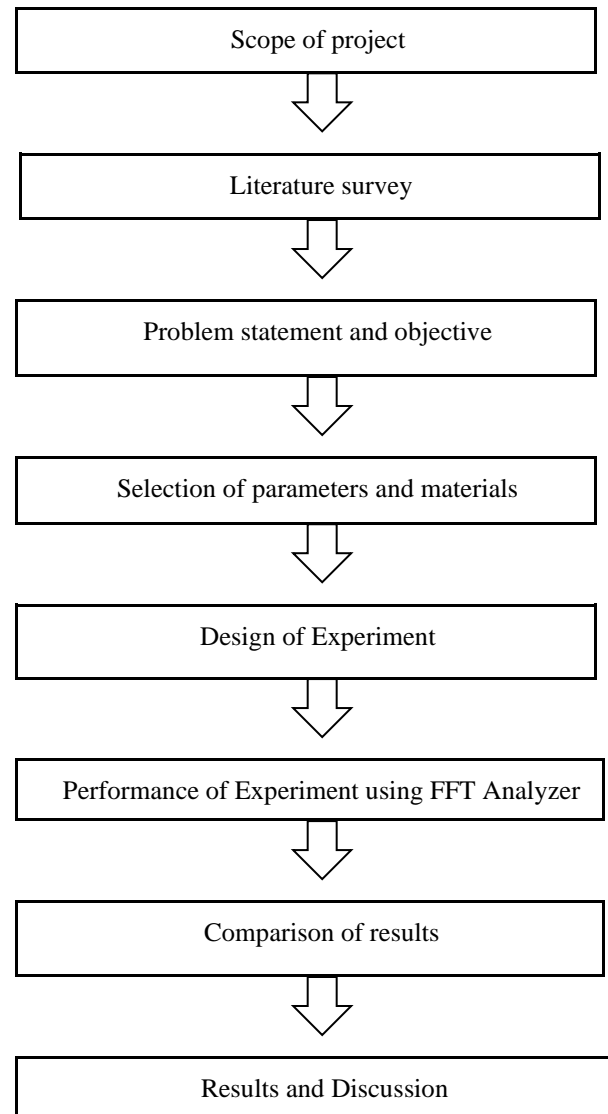 Scope of project
Literature survey
Problem statement and objective
Selection of parameters and materials
Design of Experiment
Performance of Experiment using FFT Analyzer
Comparison of results
Results and Discussion